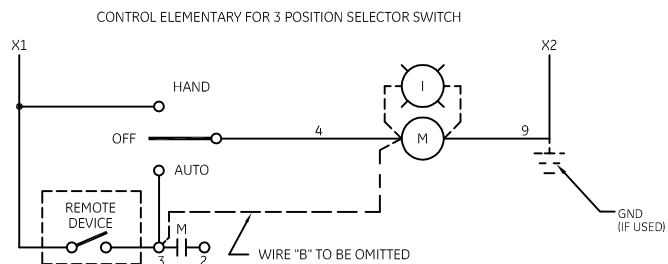 CONTROL ELEMENTARY FOR 3 POSITION SELECTOR SWITCH
X1
X2
HAND
I
OFF
4
M
9
AUTO
REMOTE
DEVICE
M
GND
(IF USED)
3
2
WIRE "B" TO BE OMITTED